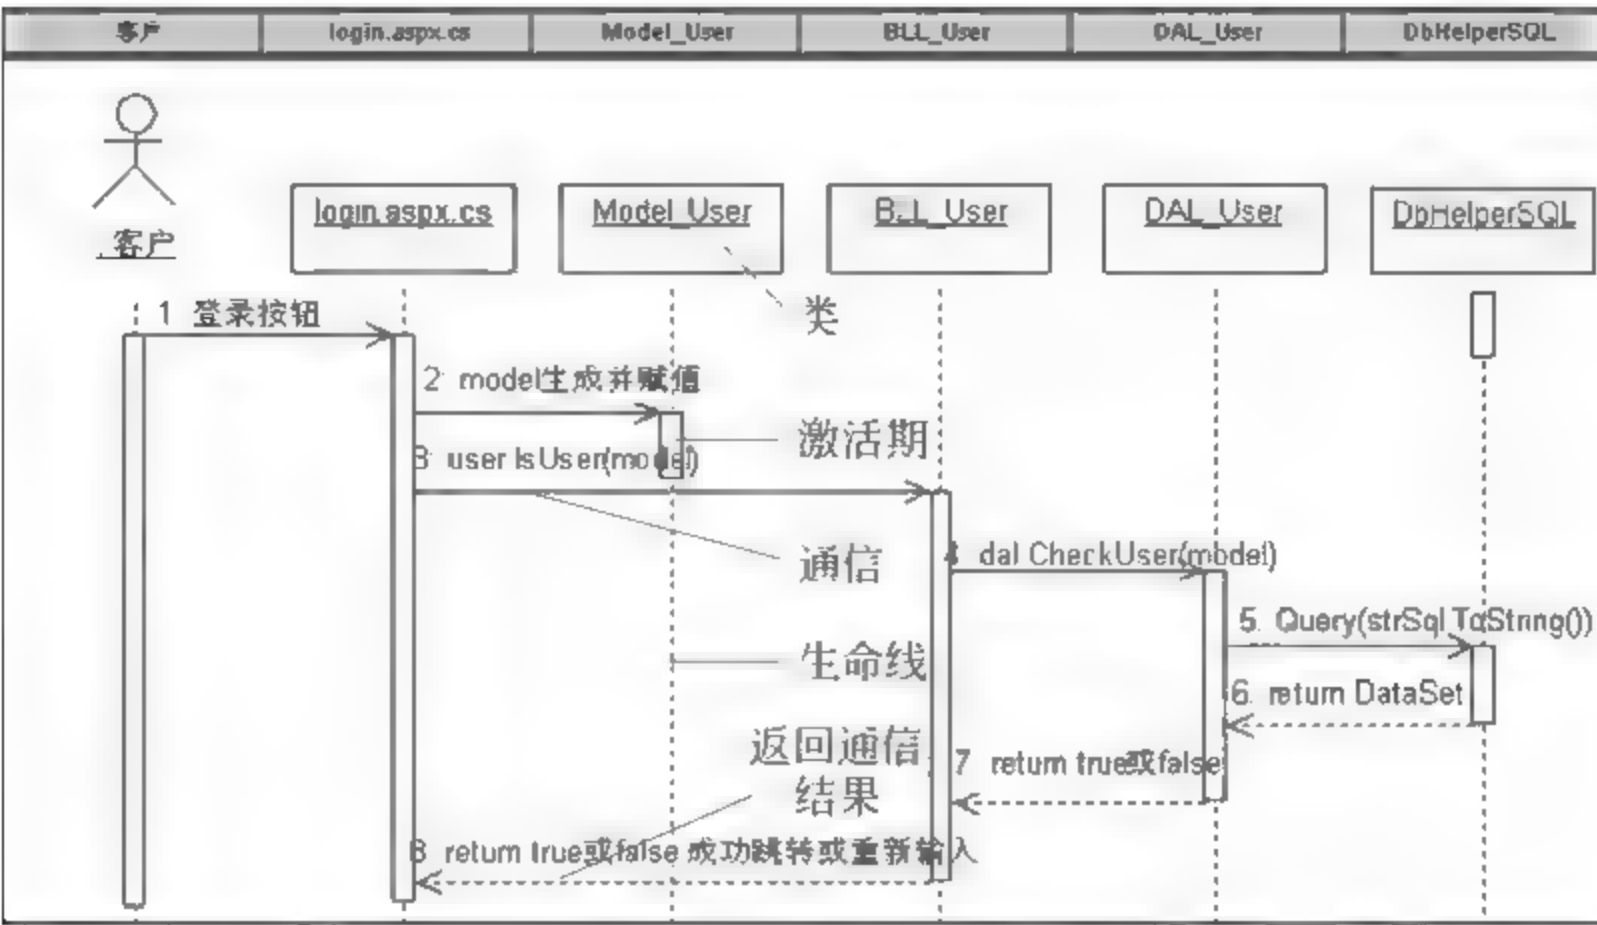 客户 login.aspx.cs Model_User BLL_User DAL_User DbHelperSQL
login.aspx.cs Model_User BLL_User DAL_User DbHelperSQL
客户
1 登录按钮
类
2: model生成并赋值
激活期
3: user IsUser(model)
通信
4 dal CheckUser(model)
5. Query(strSql ToString())
生命线
6. return DataSet
返回通信
结果
7 return true或false
8 return true或false 成功跳转或重新输入